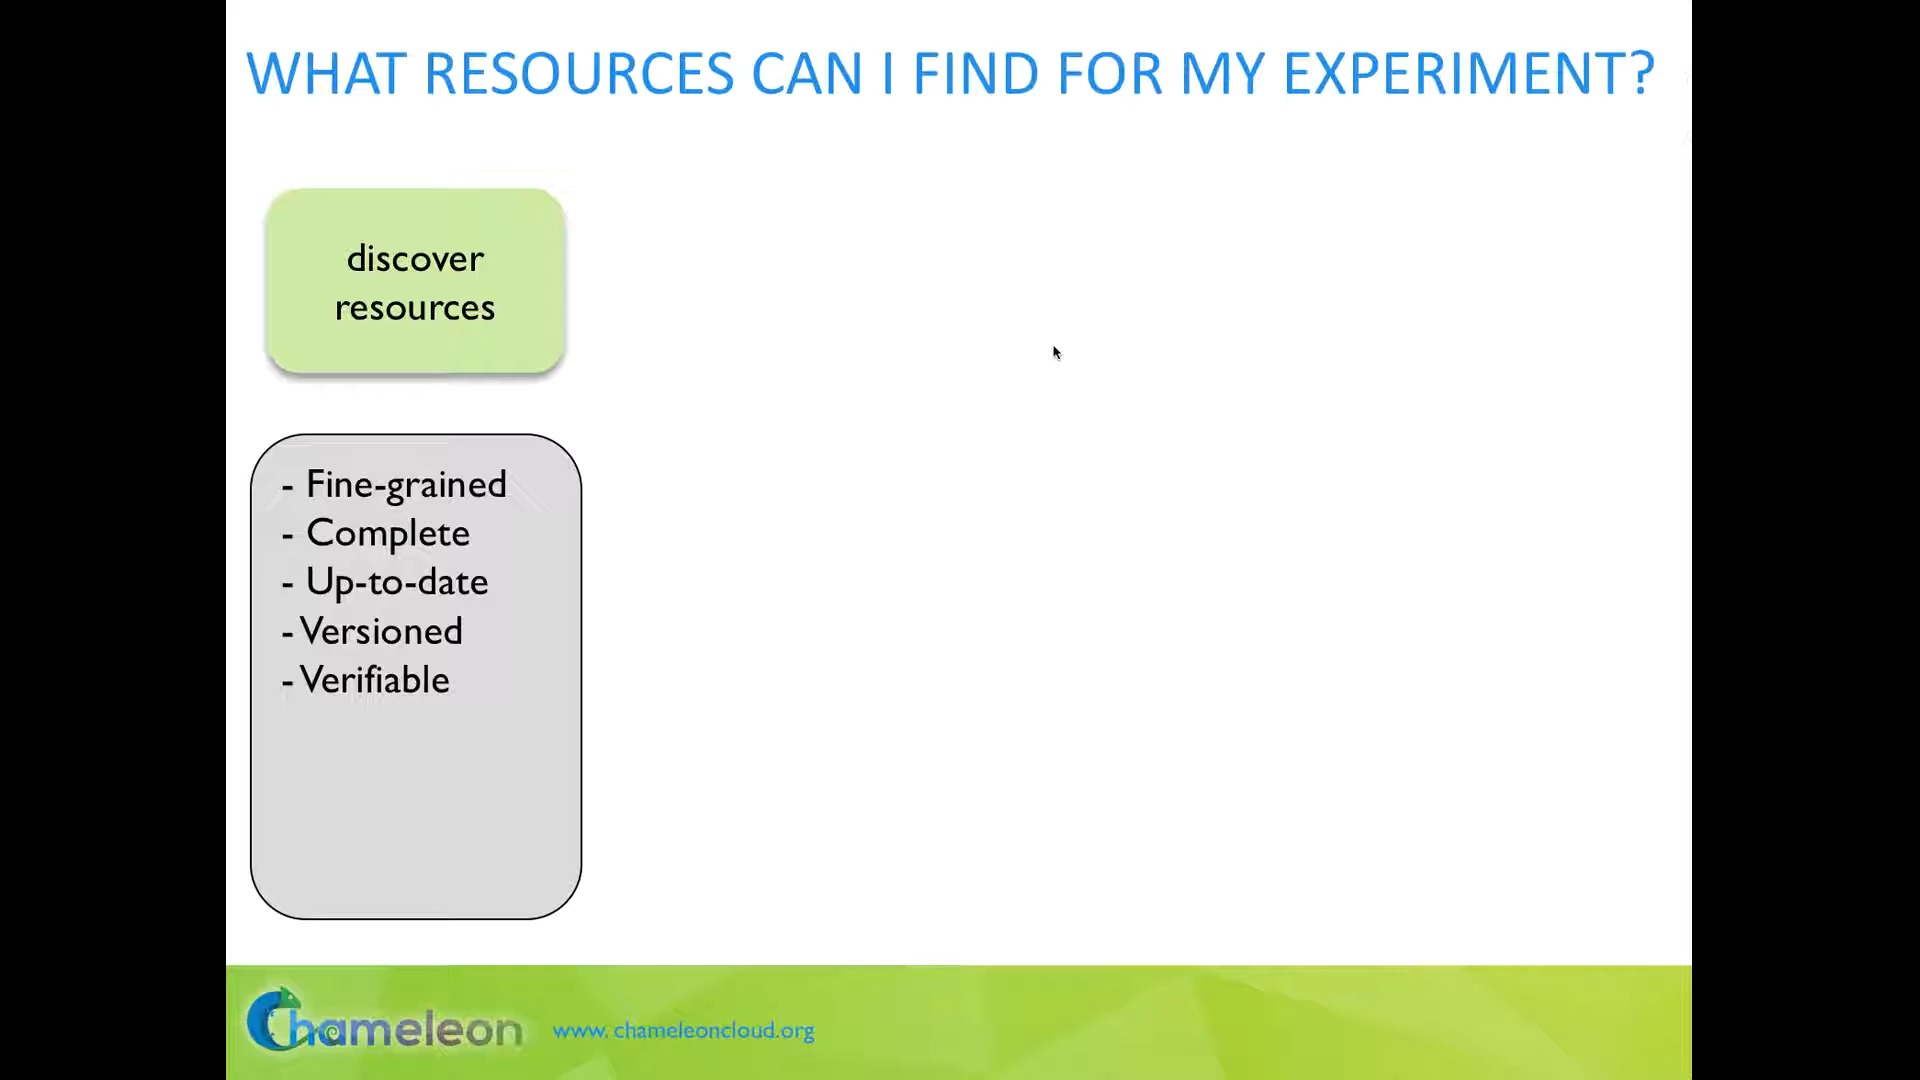 WHAT RESOURCES CAN I FIND FOR MY EXPERIMENT?
discover
resources
- Fine-grained
- Complete
- Up-to-date
- Versioned
- Verifiable
Chameleon
www. chameleoncloud.org